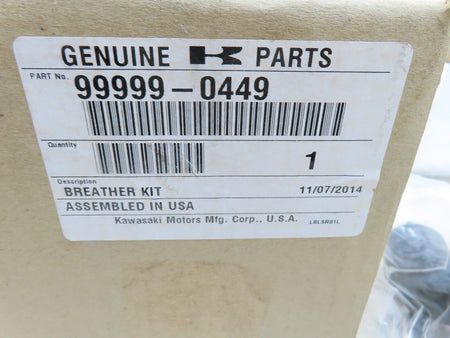 GENUINE K PARTS
PART No. 99999-0449
Quantity 1
Description
BREATHER KIT 11/07/2014
ASSEMBLED IN USA
Kawasaki Motors Mfg. Corp., U.S.A. LBLSR01L